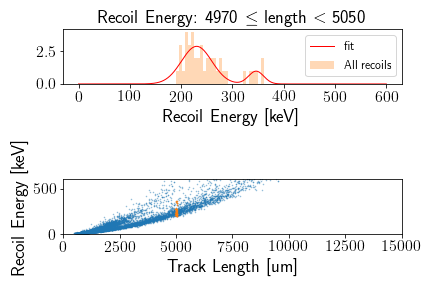 Recoil Energy: 4970 ≤ length < 5050
2.5
0.0
fit
All recoils
0 100 200 300 400 500 600
Recoil Energy [keV]
Recoil Energy [keV]
500
0
0 2500 5000 7500 10000 12500 15000
Track Length [um]